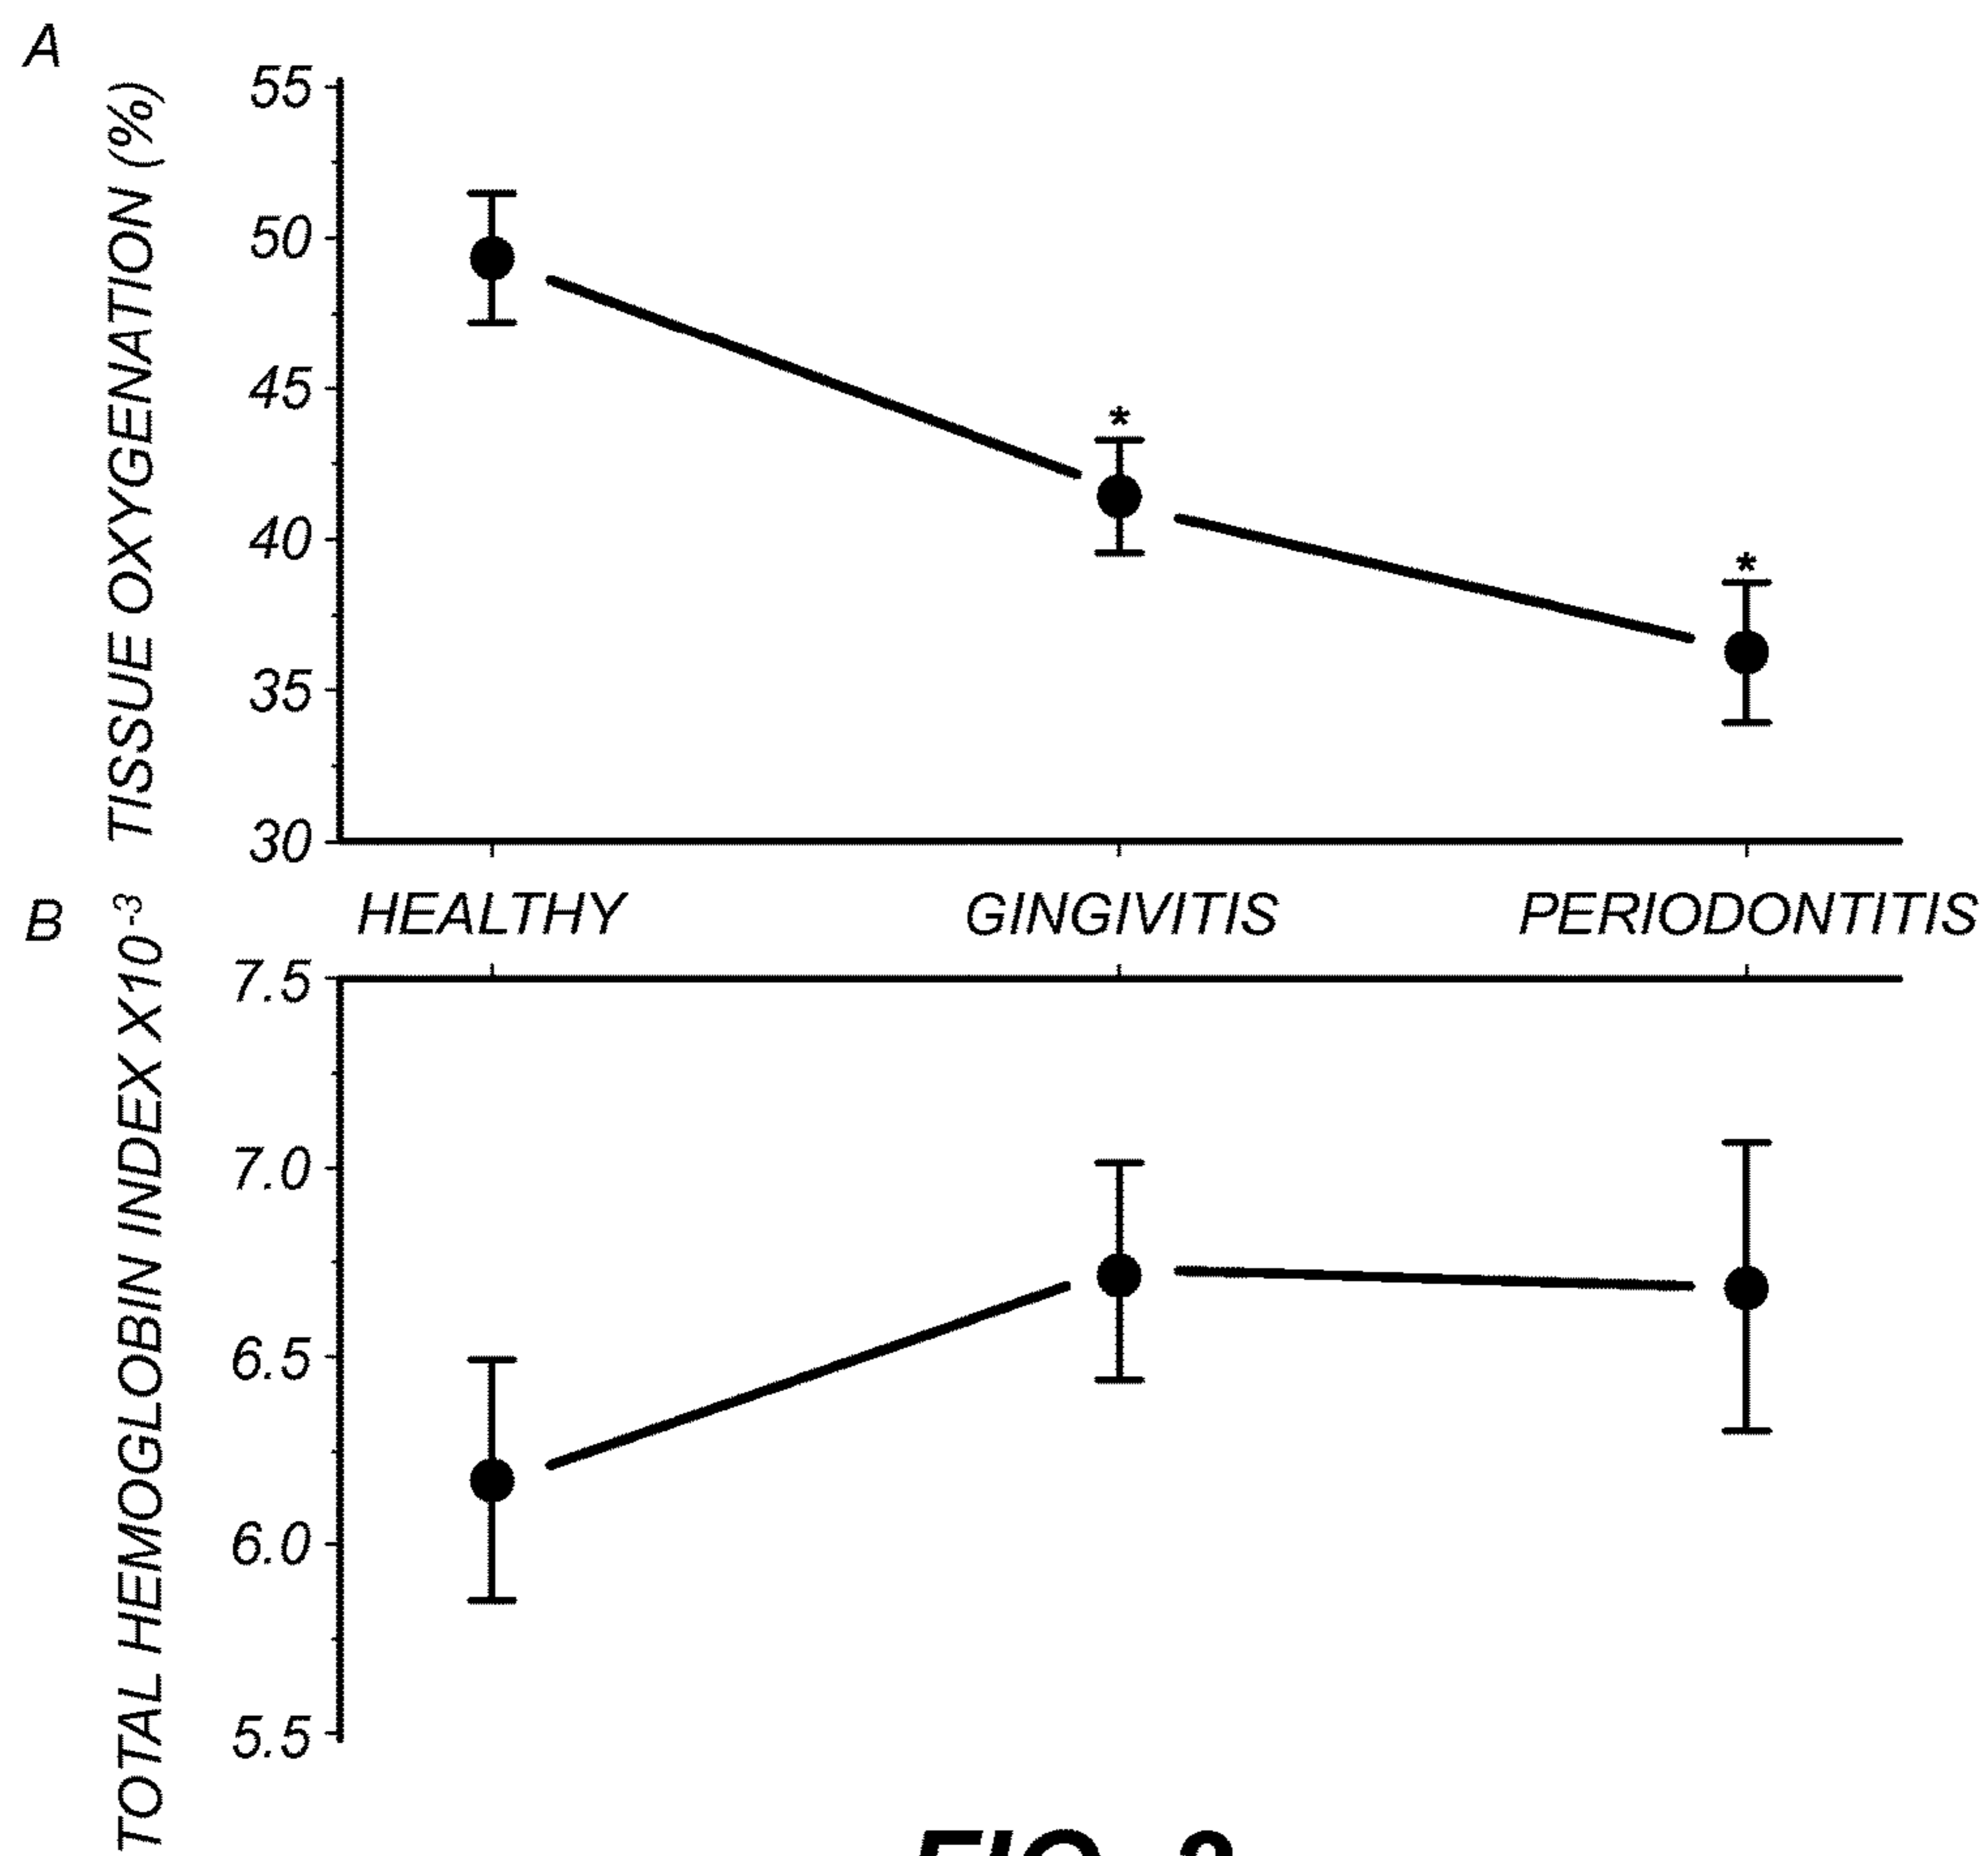 A
TISSUE OXYGENATION (%)
55
50
45
40
35
30
*
*
HEALTHY GINGIVITIS PERIODONTITIS
B
TOTAL HEMOGLOBIN INDEX X10⁻³
7.5
7.0
6.5
6.0
5.5